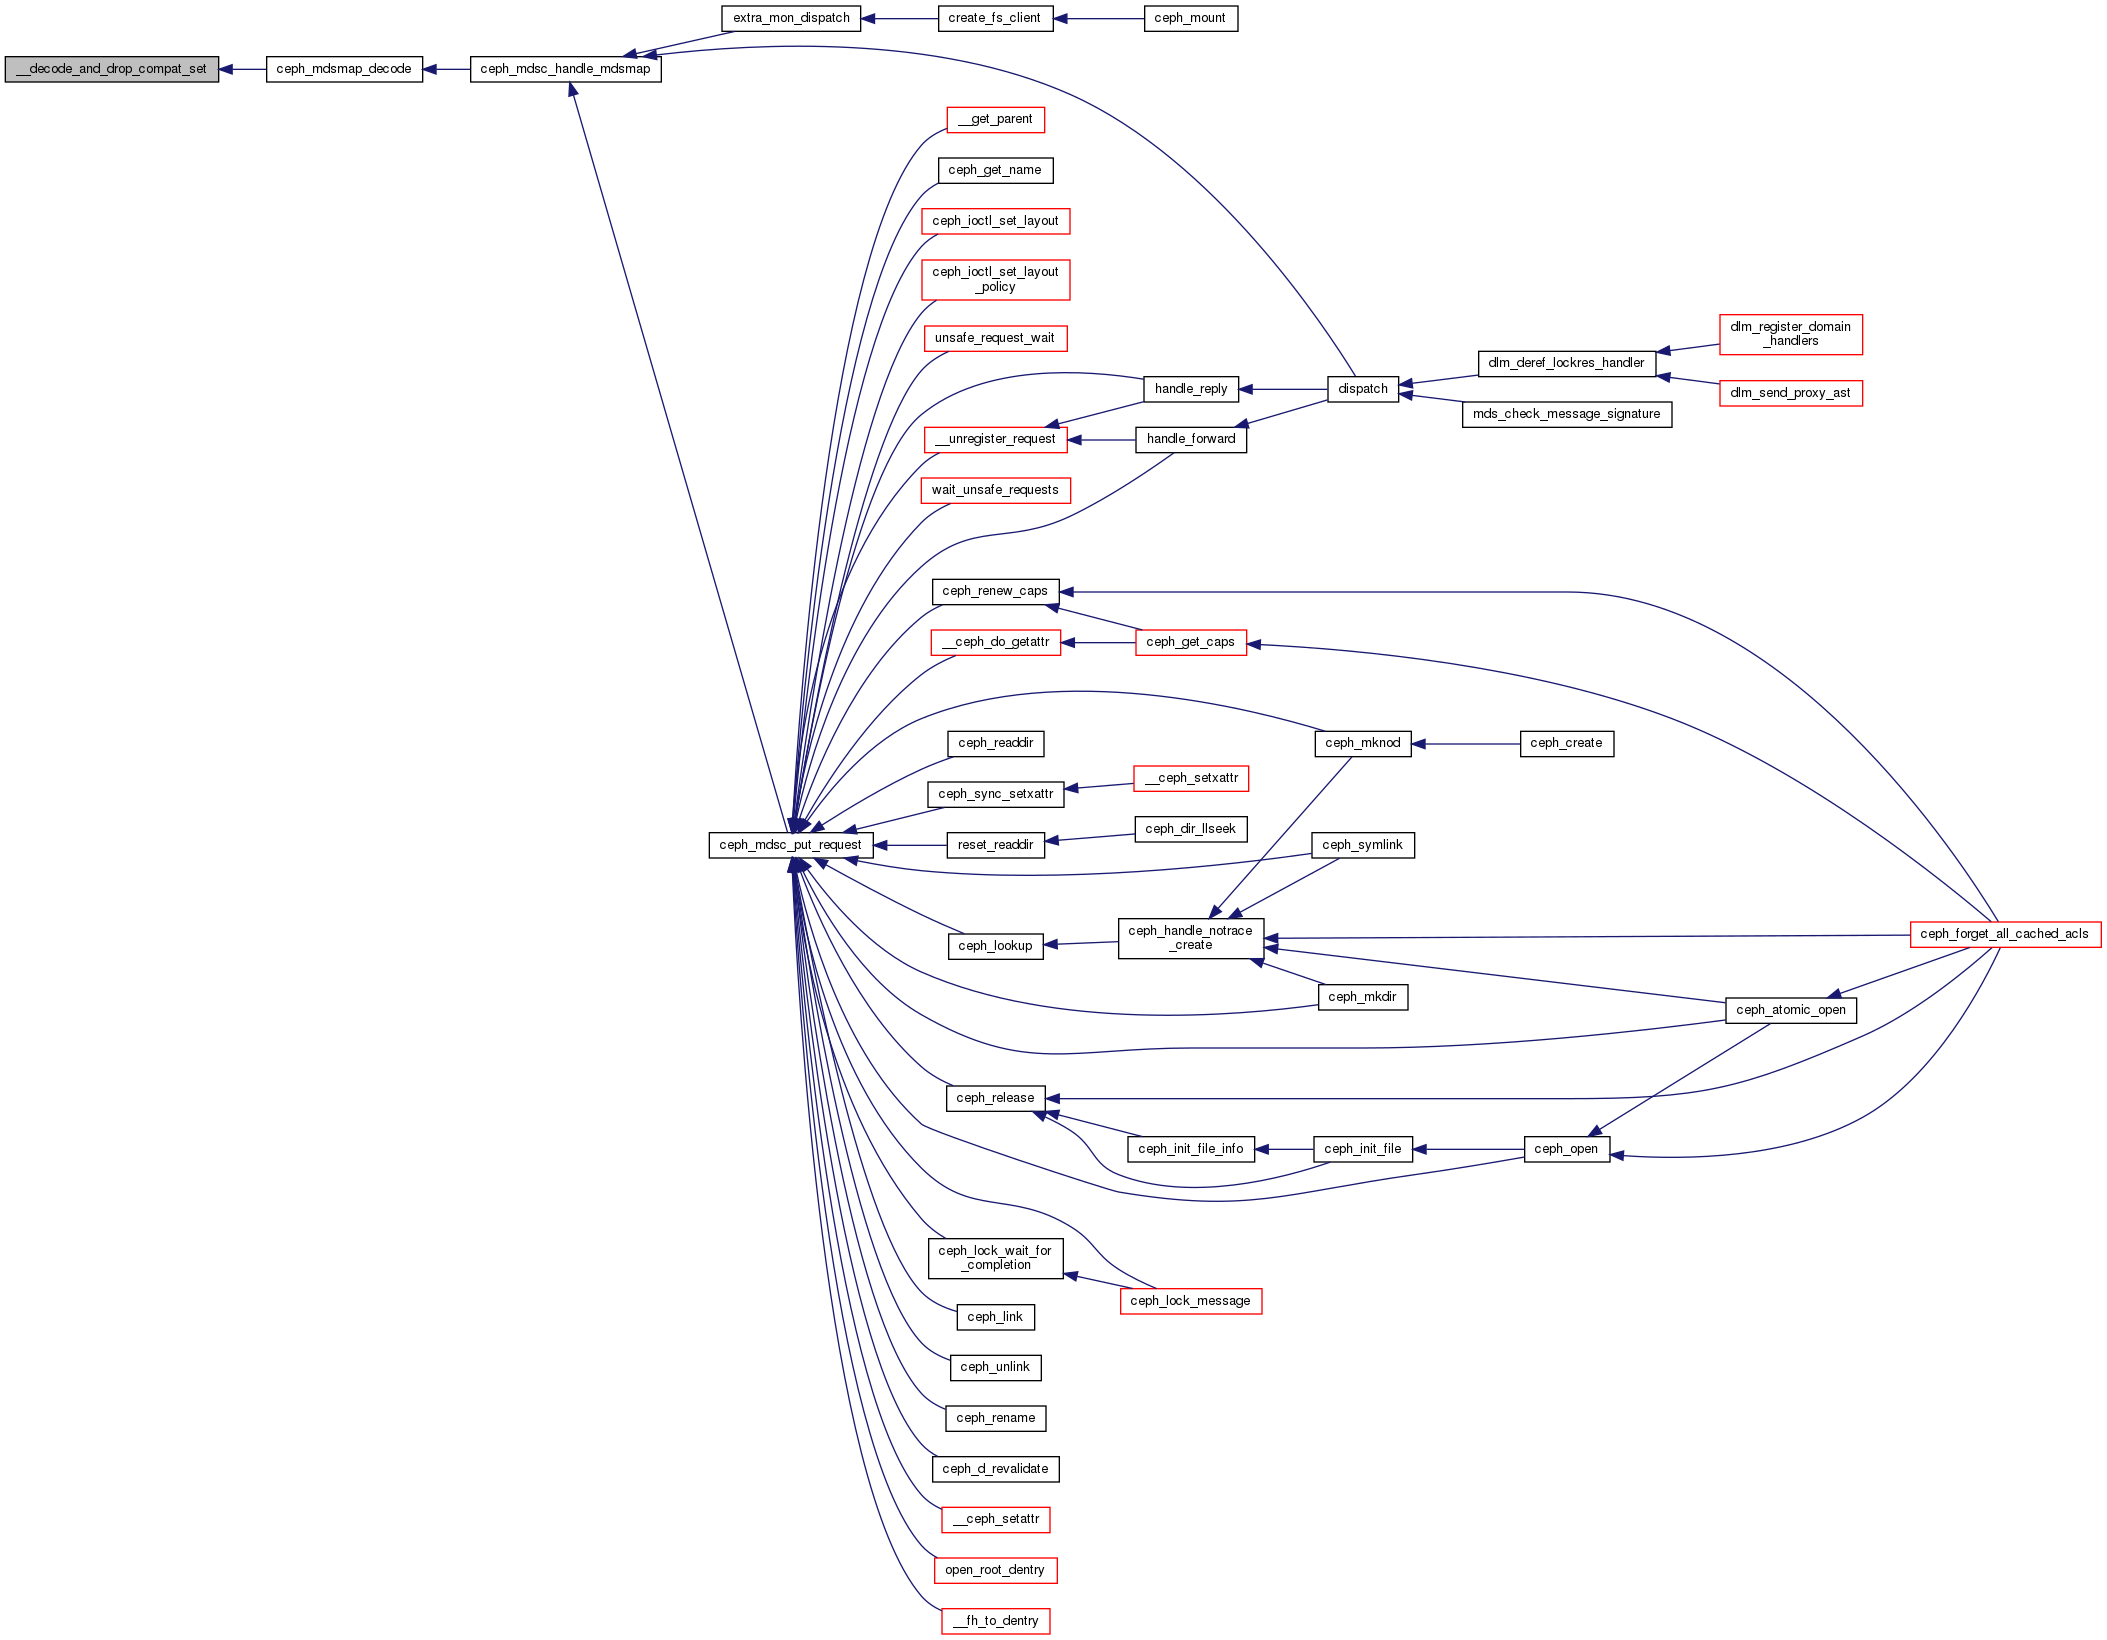 extra_mon_dispatch
create_fs_client
ceph_mount
__decode_and_drop_compat_set
ceph_mdsmap_decode
ceph_mdsc_handle_mdsmap
__get_parent
ceph_get_name
ceph_ioctl_set_layout
ceph_ioctl_set_layout
_policy
unsafe_request_wait
dlm_register_domain
_handlers
dlm_deref_lockres_handler
handle_reply
dispatch
dlm_send_proxy_ast
mds_check_message_signature
__unregister_request
handle_forward
wait_unsafe_requests
ceph_renew_caps
__ceph_do_getattr
ceph_get_caps
ceph_readdir
ceph_mknod
ceph_create
ceph_sync_setxattr
__ceph_setxattr
ceph_mdsc_put_request
reset_readdir
ceph_dir_llseek
ceph_symlink
ceph_lookup
ceph_handle_notrace
_create
ceph_forget_all_cached_acls
ceph_mkdir
ceph_atomic_open
ceph_release
ceph_init_file_info
ceph_init_file
ceph_open
ceph_lock_wait_for
_completion
ceph_lock_message
ceph_link
ceph_unlink
ceph_rename
ceph_d_revalidate
__ceph_setattr
open_root_dentry
__fh_to_dentry